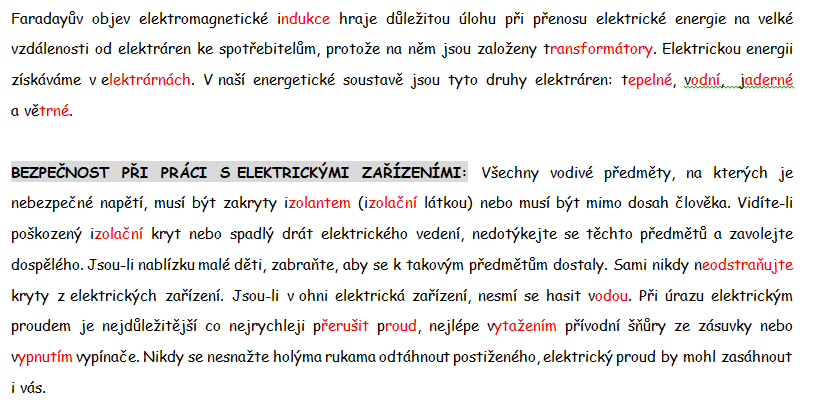 Faradayův objev elektromagnetické indukce hraje důležitou úlohu při přenosu elektrické energie na velké
vzdálenosti od elektráren ke spotřebitelům, protože na něm jsou založeny transformátory. Elektrickou energii
získáváme v elektrárnách. V naší energetické soustavě jsou tyto druhy elektráren: tepelné, vodní, jaderné
a větrné.
BEZPEČNOST PŘI PRÁCI S ELEKTRICKÝMI ZAŘÍZENÍMI: Všechny vodivé předměty, na kterých je
nebezpečné napětí, musí být zakryty izolantem (izolační látkou) nebo musí být mimo dosah člověka. Vidíte-li
poškozený izolační kryt nebo spadlý drát elektrického vedení, nedotýkejte se těchto předmětů a zavolejte
dospělého. Jsou-li nablízku malé děti, zabraňte, aby se k takovým předmětům dostaly. Sami nikdy neodstraňujte
kryty z elektrických zařízení. Jsou-li v ohni elektrická zařízení, nesmí se hasit vodou. Při úrazu elektrickým
proudem je nejdůležitější co nejrychleji přerušit proud, nejlépe vytažením přívodní šňůry ze zásuvky nebo
vypnutím vypínače. Nikdy se nesnažte holýma rukama odtáhnout postiženého, elektrický proud by mohl zasáhnout
i vás.